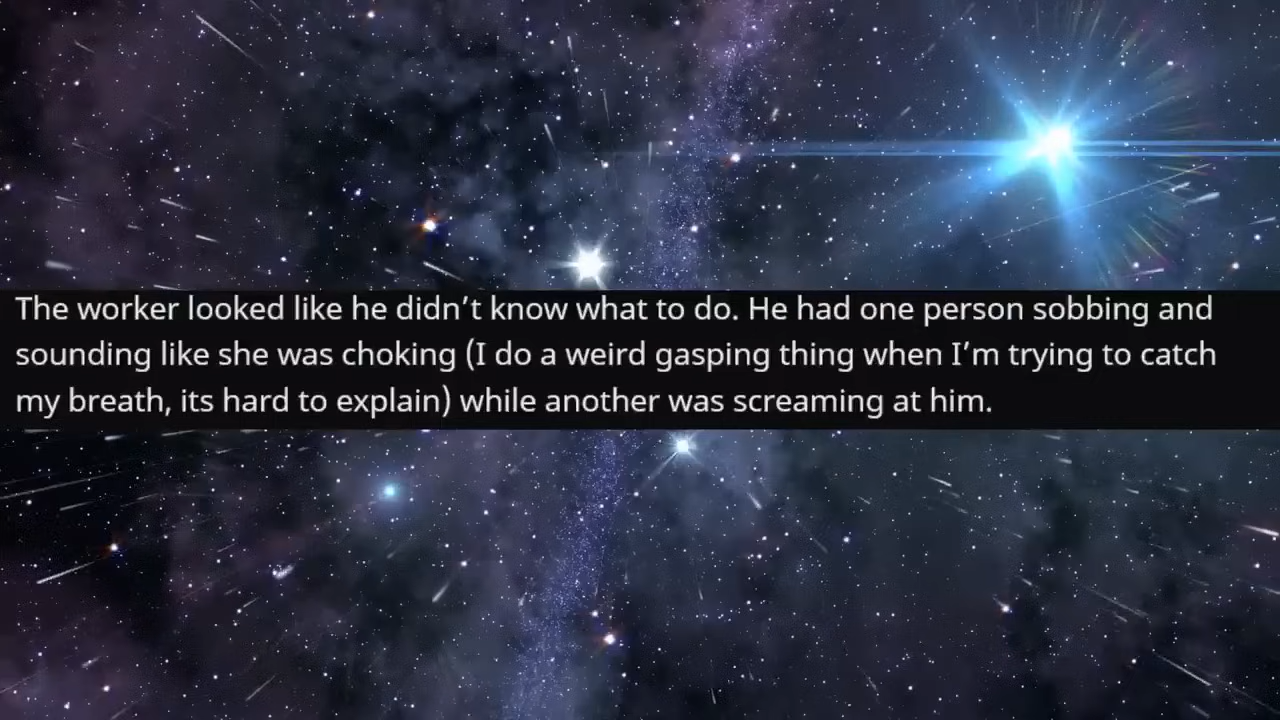 The worker looked like he didn’t know what to do. He had one person sobbing and
sounding like she was choking (I do a weird gasping thing when I’m trying to catch
my breath, its hard to explain) while another was screaming at him.